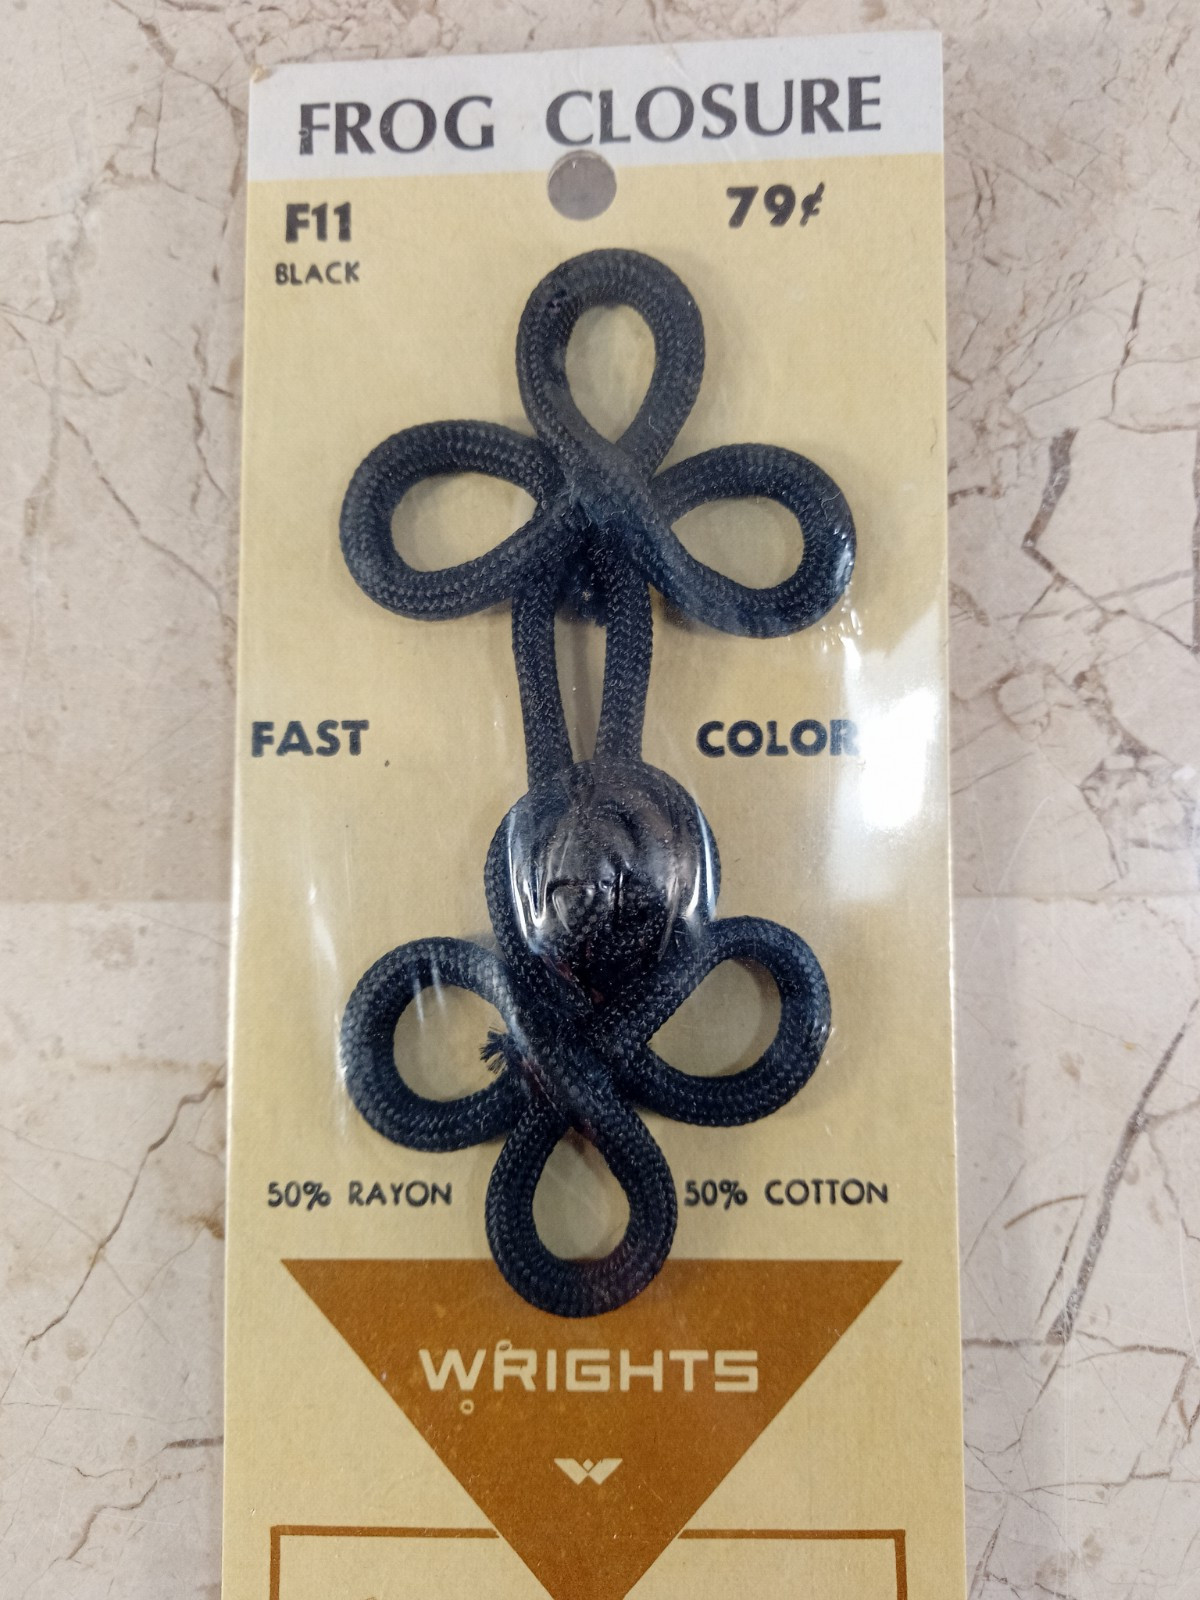 FROG CLOSURE
F11 79¢
BLACK
FAST COLOR
50% RAYON 50% COTTON
WRIGHTS
W